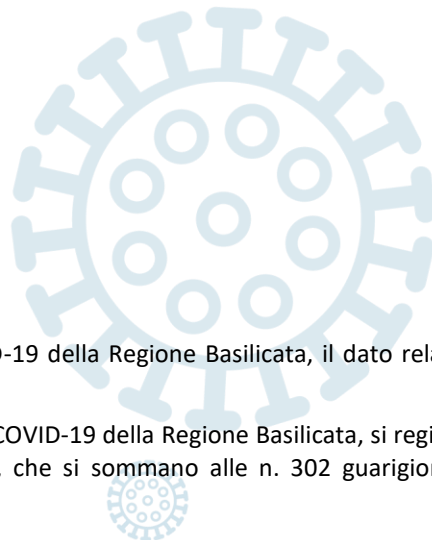 -19 della Regione Basilicata, il dato rela
COVID-19 della Regione Basilicata, si regi
che si sommano alle n. 302 guarigion